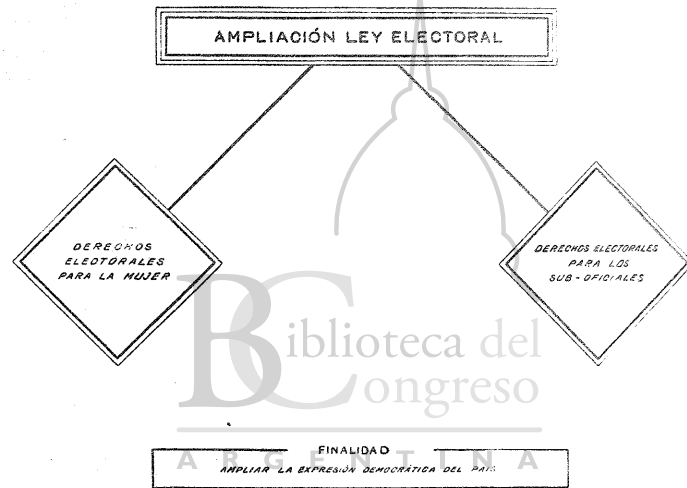 AMPLIACIÓN LEY ELECTORAL
DERECHOS
ELECTORALES
PARA LA MUJER
DERECHOS ELECTORALES
PARA LOS
SUB-OFICIALES
Biblioteca del
Congreso
ARGENTINA
FINALIDAD
AMPLIAR LA EXPRESIÓN DEMOCRÁTICA DEL PAIS